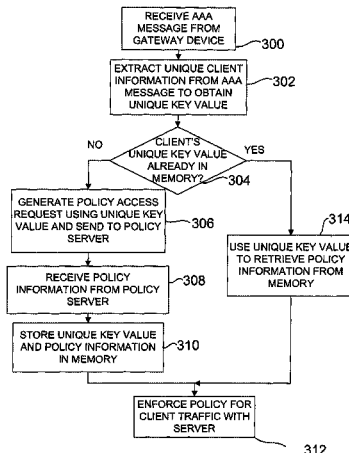 RECEIVE AAA
MESSAGE FROM
GATEWAY DEVICE
300
EXTRACT UNIQUE CLIENT
INFORMATION FROM AAA
MESSAGE TO OBTAIN
UNIQUE KEY VALUE
302
NO
CLIENT'S
UNIQUE KEY VALUE
ALREADY IN
MEMORY?
YES
304
GENERATE POLICY ACCESS
REQUEST USING UNIQUE KEY
VALUE AND SEND TO POLICY
SERVER
306
314
USE UNIQUE KEY VALUE
TO RETRIEVE POLICY
INFORMATION FROM
MEMORY
RECEIVE POLICY
INFORMATION FROM POLICY
SERVER
308
STORE UNIQUE KEY VALUE
AND POLICY INFORMATION
IN MEMORY
310
ENFORCE POLICY FOR
CLIENT TRAFFIC WITH
SERVER
312